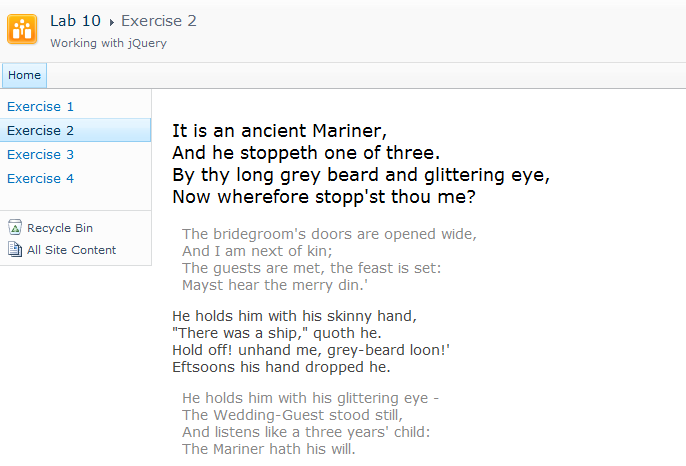 Lab 10 ▸ Exercise 2
Working with jQuery
Home
Exercise 1
Exercise 2
Exercise 3
Exercise 4
Recycle Bin
All Site Content
It is an ancient Mariner,
And he stoppeth one of three.
By thy long grey beard and glittering eye,
Now wherefore stopp'st thou me?
The bridegroom's doors are opened wide,
And I am next of kin;
The guests are met, the feast is set:
Mayst hear the merry din.'
He holds him with his skinny hand,
"There was a ship," quoth he.
Hold off! unhand me, grey-beard loon!'
Eftsoons his hand dropped he.
He holds him with his glittering eye -
The Wedding-Guest stood still,
And listens like a three years' child:
The Mariner hath his will.